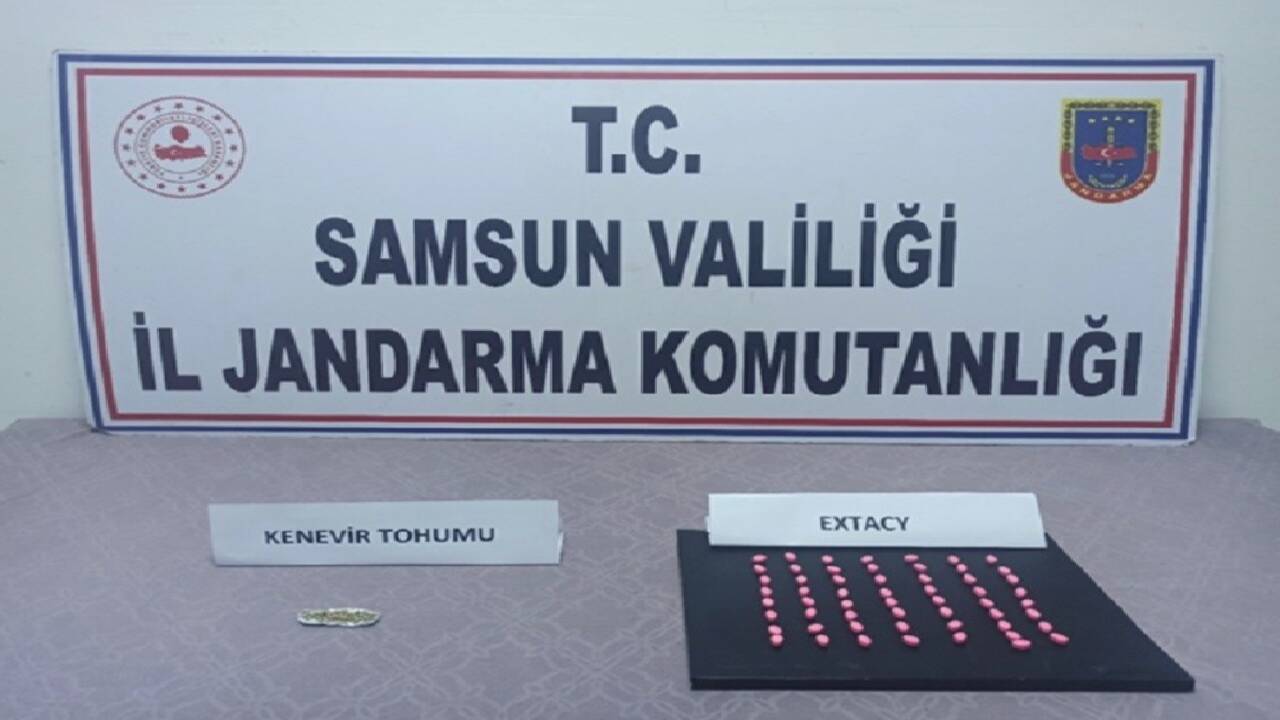 T.C.
SAMSUN VALİLİĞİ
İL JANDARMA KOMUTANLIĞI
JANDARMA
KENEVİR TOHUMU
EXTACY